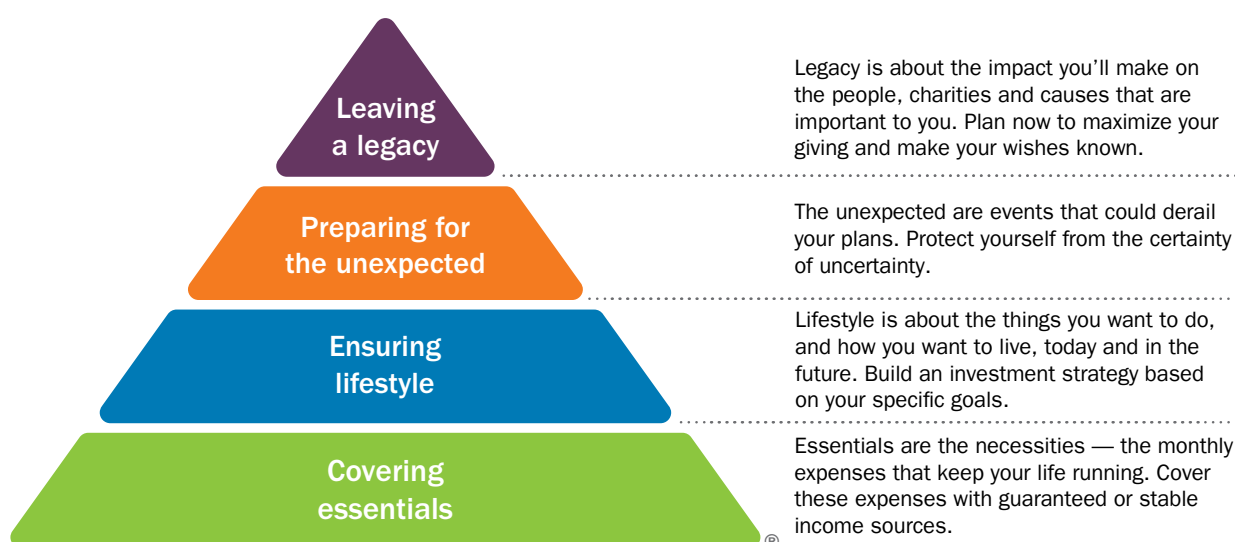 Leaving
a legacy
Legacy is about the impact you'll make on
the people, charities and causes that are
important to you. Plan now to maximize your
giving and make your wishes known.
Preparing for
the unexpected
The unexpected are events that could derail
your plans. Protect yourself from the certainty
of uncertainty.
Ensuring
lifestyle
Lifestyle is about the things you want to do,
and how you want to live, today and in the
future. Build an investment strategy based
on your specific goals.
Covering
essentials
Essentials are the necessities — the monthly
expenses that keep your life running. Cover
these expenses with guaranteed or stable
income sources.
®